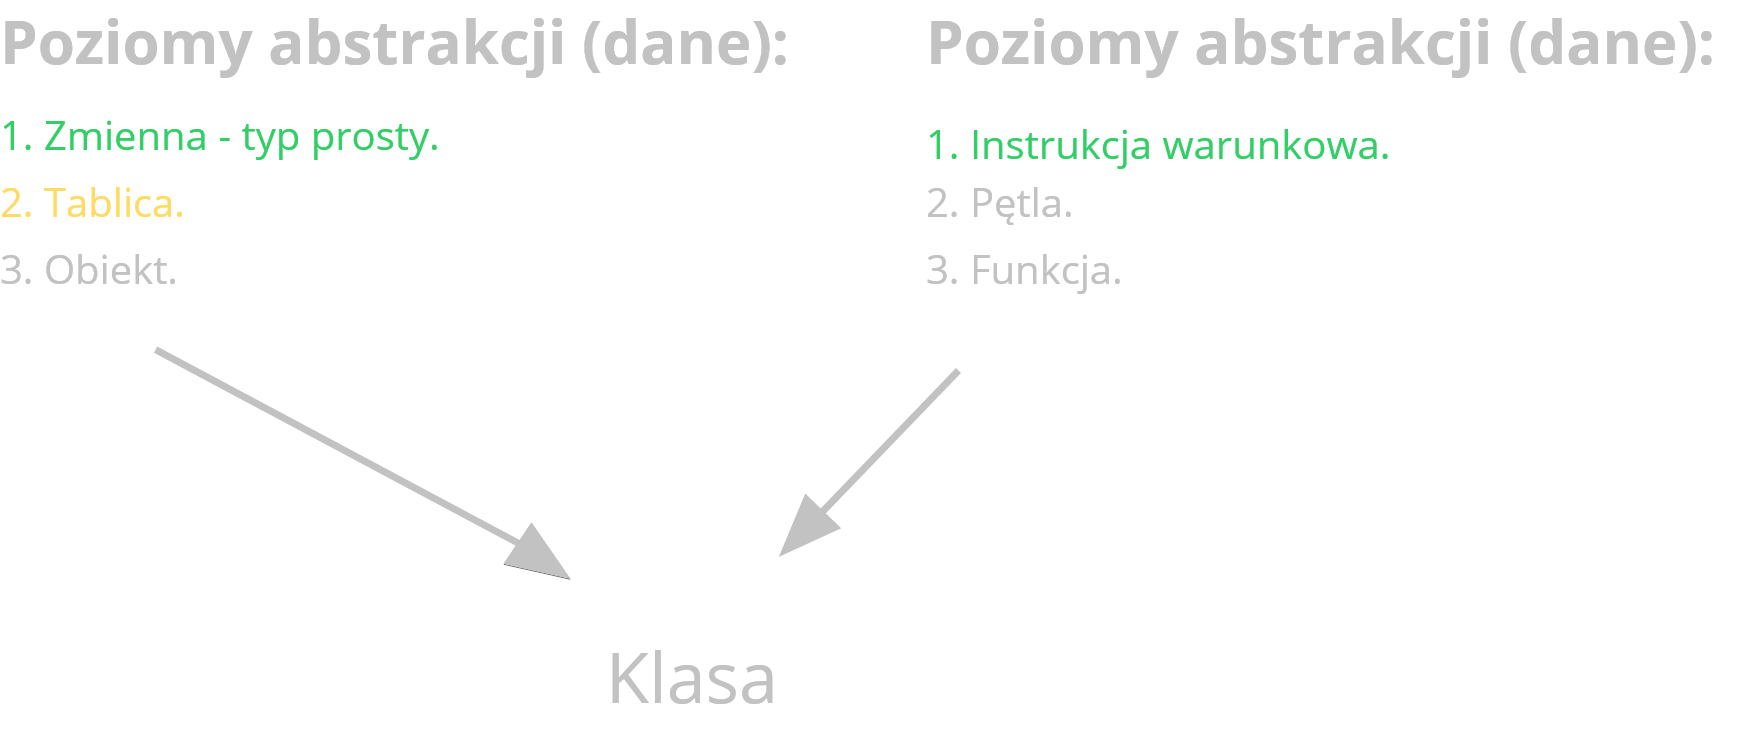 Poziomy abstrakcji (dane):
1. Zmienna - typ prosty.
2. Tablica.
3. Obiekt.
Poziomy abstrakcji (dane):
1. Instrukcja warunkowa.
2. Pętla.
3. Funkcja.
Klasa